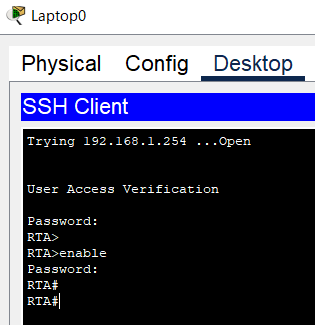 Laptop0
Physical Config Desktop
SSH Client
Trying 192.168.1.254 ...Open
User Access Verification
Password:
RTA>
RTA>enable
Password:
RTA#
RTA#